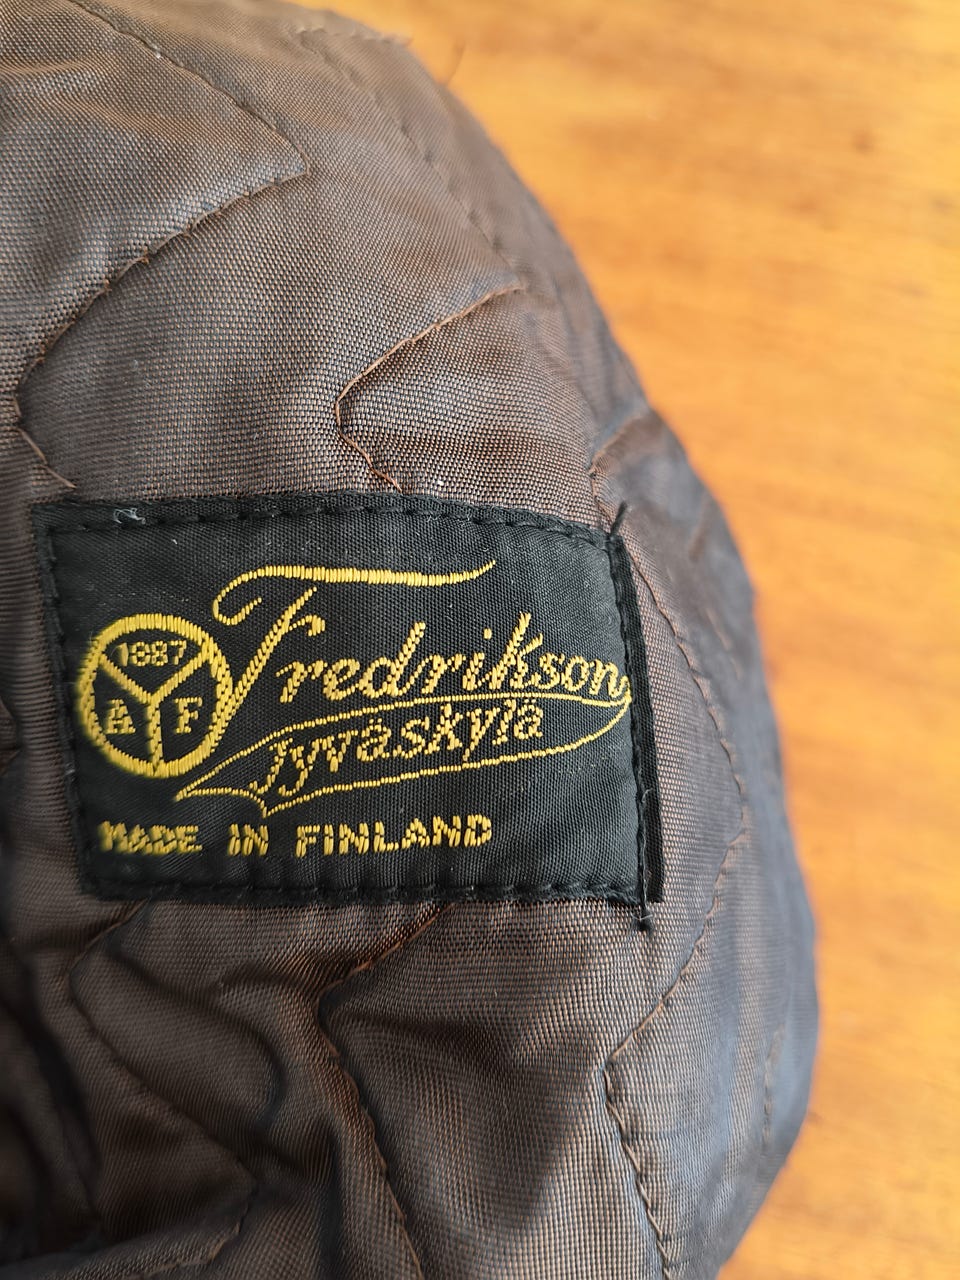 Fredrikson
1887
A F
Jyväskylä
MADE IN FINLAND